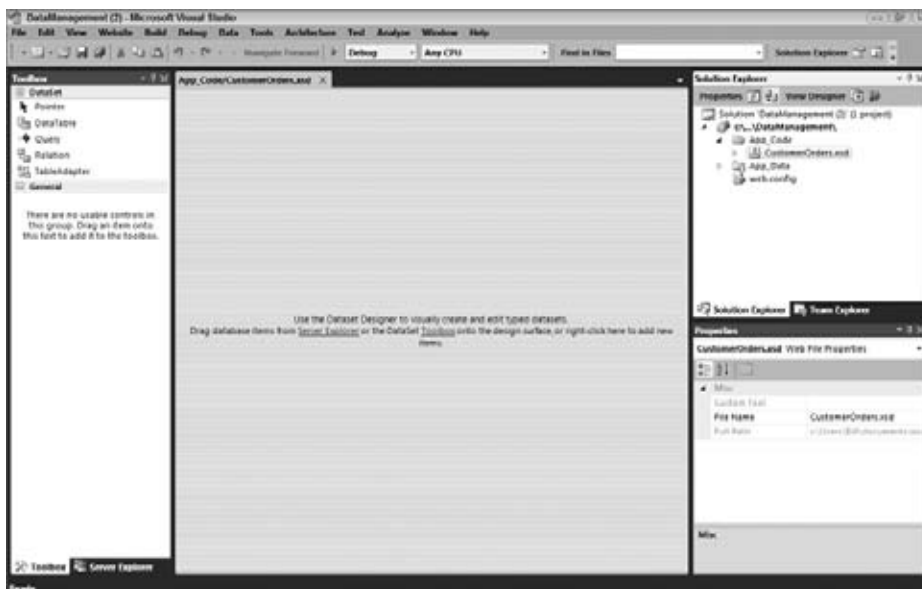 DataManagement (2) - Microsoft Visual Studio
File Edit View Website Build Debug Data Tools Architecture Test Analyze Window Help
Navigate Forward Debug Any CPU Find in Files Solution Explorer
Toolbox
DataSet
Pointer
DataTable
Query
Relation
TableAdapter
General
There are no usable controls in
this group. Drag an item onto
this text to add it to the toolbox.
Toolbox Server Explorer
App_Code/CustomerOrders.xsd
Use the Dataset Designer to visually create and edit typed datasets.
Drag database items from Server Explorer or the DataSet Toolbox onto the design surface, or right-click here to add new
items.
Solution Explorer
Properties View Designer
Solution 'DataManagement (2)' (1 project)
c:\...\DataManagement\
App_Code
CustomerOrders.xsd
App_Data
web.config
Solution Explorer Team Explorer
Properties
CustomerOrders.xsd Web File Properties
Misc
Custom Tool
File Name CustomerOrders.xsd
Full Path
Misc
Ready